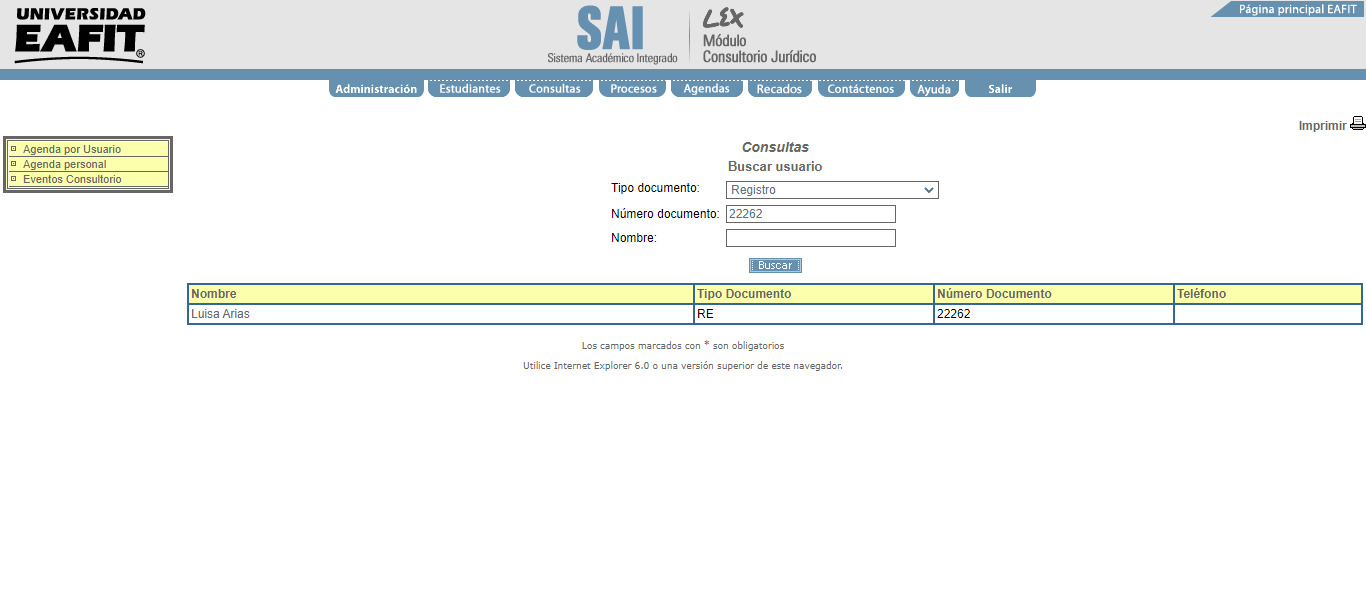 UNIVERSIDAD
EAFIT®
SAI
Sistema Académico Integrado
LEX
Módulo
Consultorio Jurídico
Página principal EAFIT
Administración Estudiantes Consultas Procesos Agendas Recados Contáctenos Ayuda Salir
Imprimir
Agenda por Usuario
Agenda personal
Eventos Consultorio
Consultas
Buscar usuario
Tipo documento: Registro
Número documento: 22262
Nombre:
Buscar
Nombre Tipo Documento Número Documento Teléfono
Luisa Arias RE 22262
Los campos marcados con * son obligatorios
Utilice Internet Explorer 6.0 o una versión superior de este navegador.